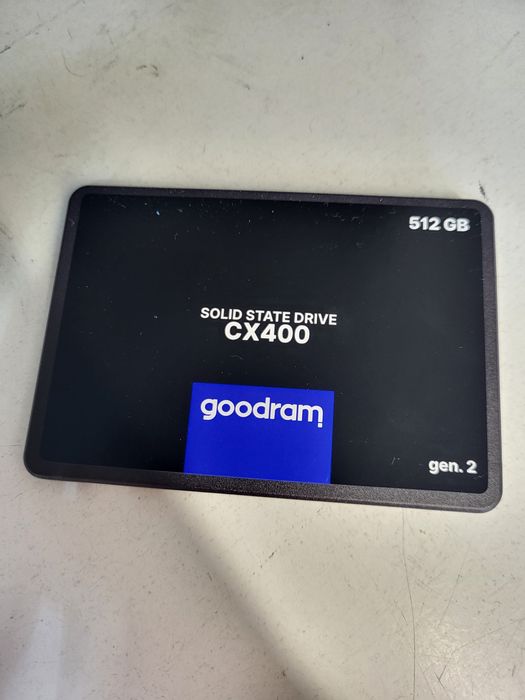 512 GB
SOLID STATE DRIVE
CX400
goodram
gen. 2